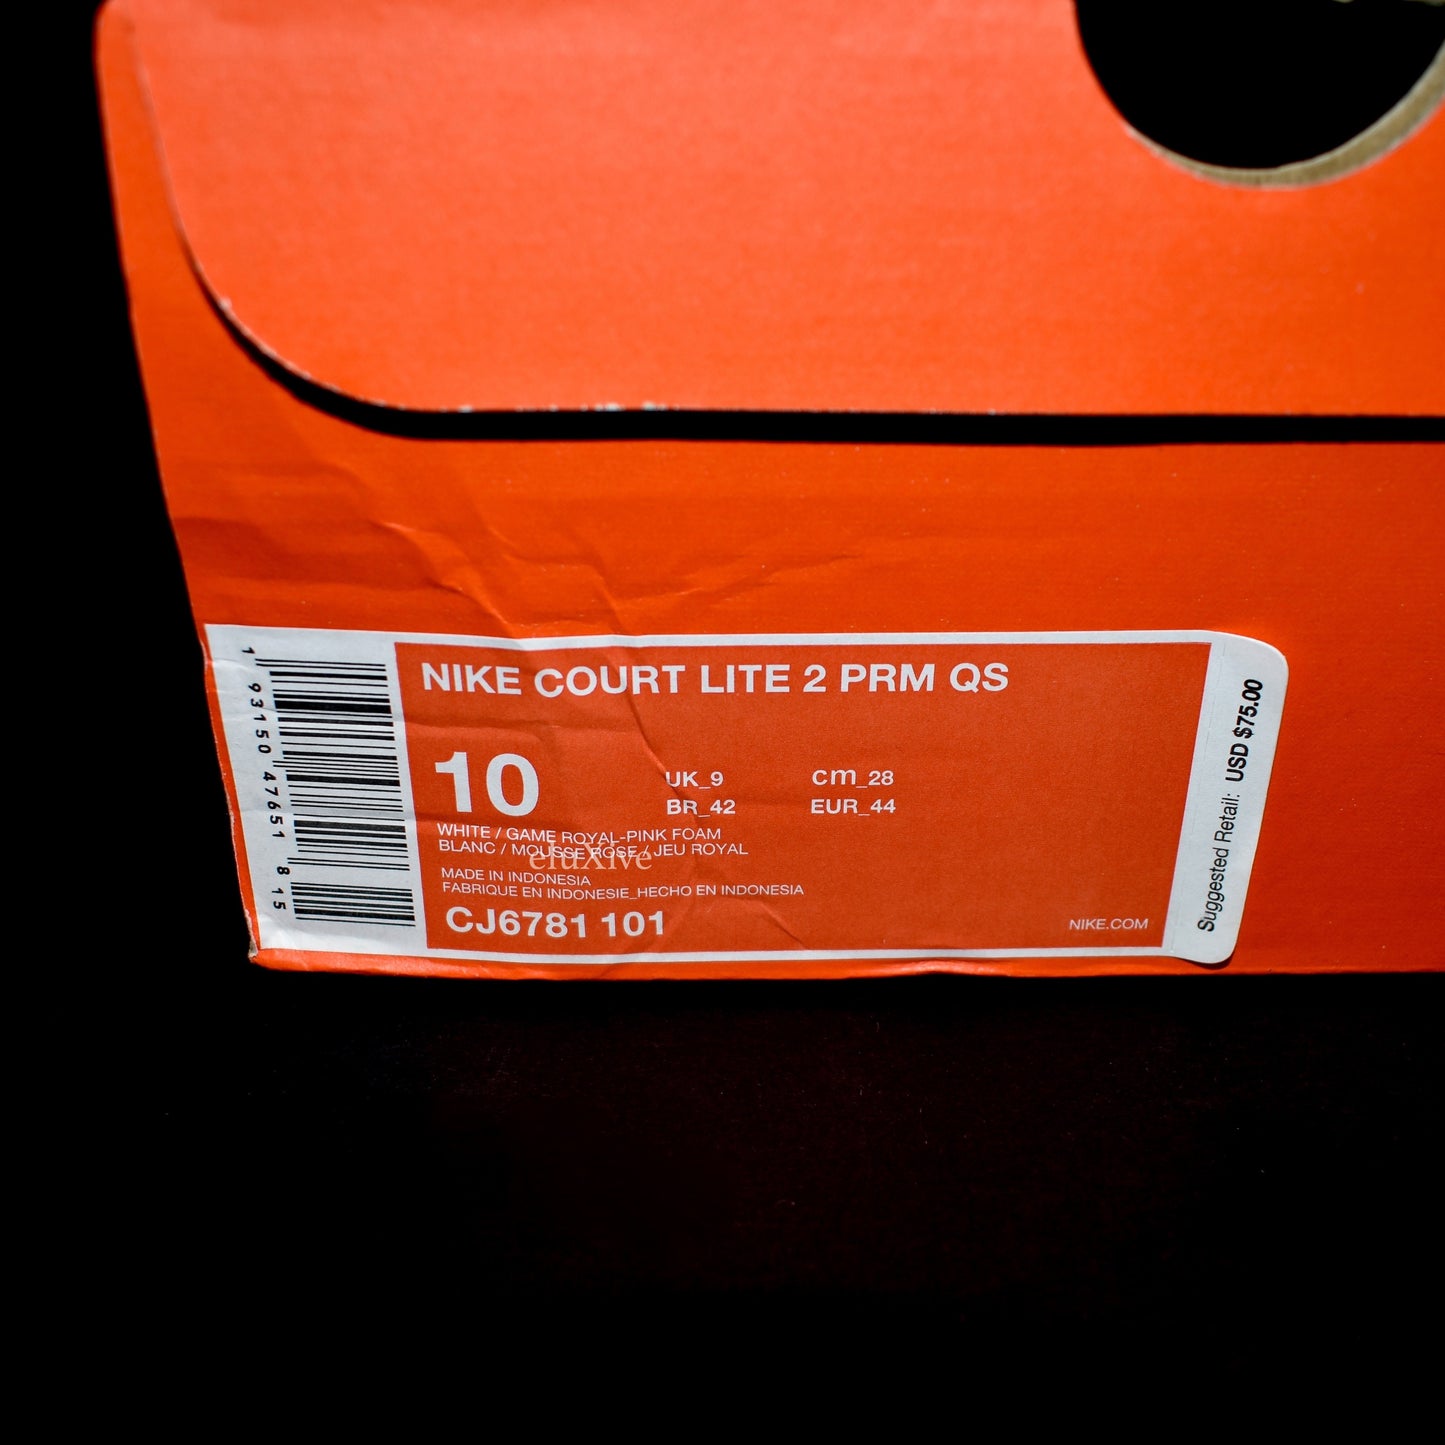 NIKE COURT LITE 2 PRM QS
10
UK_9 cm_28
BR_42 EUR_44
WHITE / GAME ROYAL-PINK FOAM
BLANC / MOUSSE ROSE / JEU ROYAL
eluXive
MADE IN INDONESIA
FABRIQUE EN INDONESIE_HECHO EN INDONESIA
CJ6781 101
NIKE.COM
1 93150 47651 8 15
Suggested Retail: USD $75.00